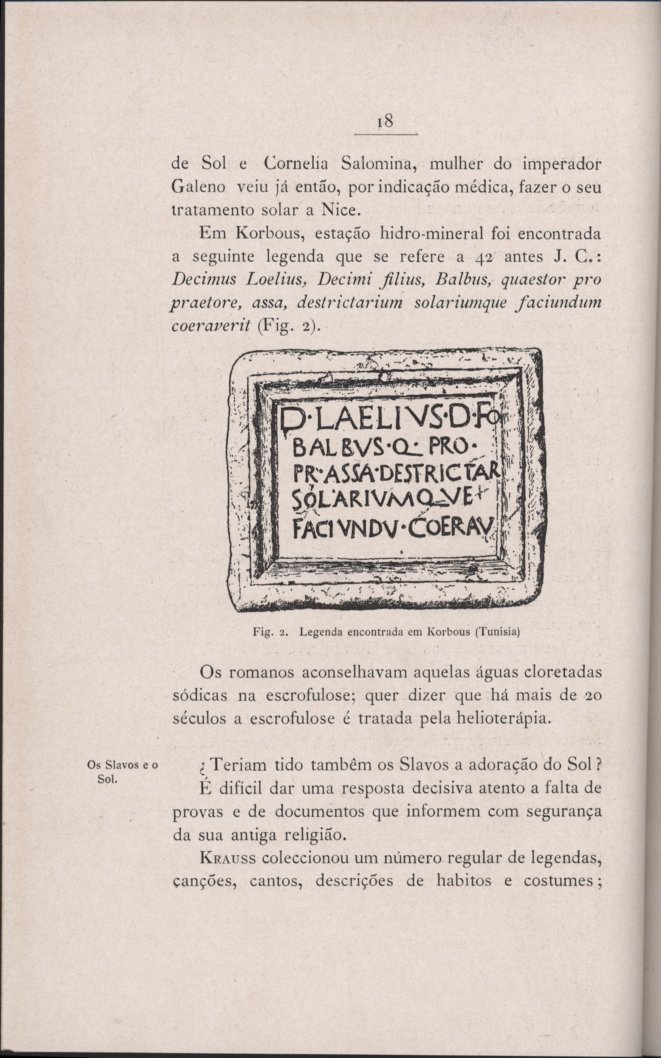 18
de Sol e Cornelia Salomina, mulher do imperador
Galeno veiu já então, por indicação médica, fazer o seu
tratamento solar a Nice.
Em Korbous, estação hidro-mineral foi encontrada
a seguinte legenda que se refere a 42 antes J. C.:
Decimus Loelius, Decimi filius, Balbus, quaestor pro
praetore, assa, destrictarium solariumque faciundum
coeraverit (Fig. 2).
D·LAELIVS·D·Fo
BALBVS·Q· PRO·
PR·ASSA·DESTRICTAR
SOLARIVMQVE
FACIVNDV·COERAV
Fig. 2. Legenda encontrada em Korbous (Tunisia)
Os romanos aconselhavam aquelas águas cloretadas
sódicas na escrofulose; quer dizer que há mais de 20
séculos a escrofulose é tratada pela helioterápia.
Os Slavos e o
Sol.
¿Teriam tido tambêm os Slavos a adoração do Sol?
É difícil dar uma resposta decisiva atento a falta de
provas e de documentos que informem com segurança
da sua antiga religião.
KRAUSS coleccionou um número regular de legendas,
canções, cantos, descrições de habitos e costumes;